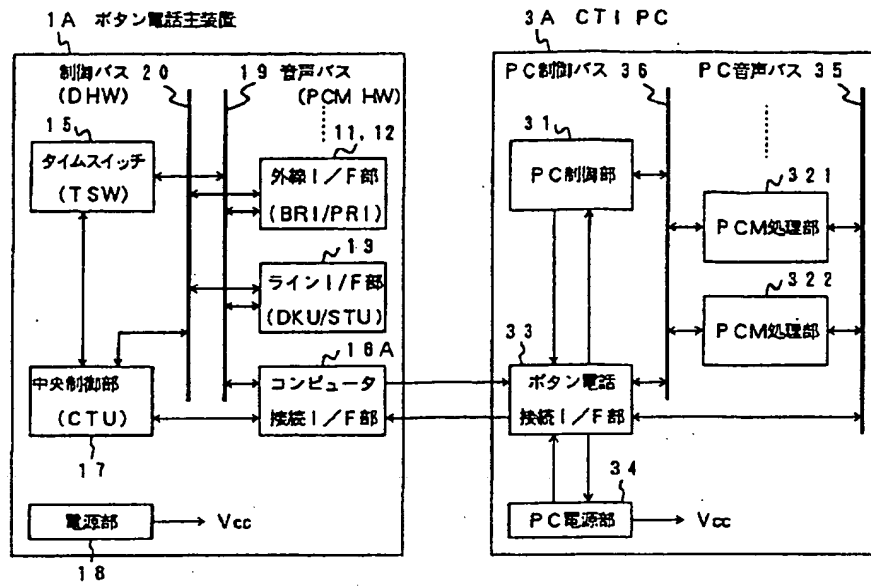 1A ボタン電話主装置
制御バス 20
(DHW)
19 音声バス
(PCM HW)
15
タイムスイッチ
(TSW)
11,12
外線I/F部
(BRI/PRI)
13
ラインI/F部
(DKU/STU)
16A
コンピュータ
接続I/F部
中央制御部
(CTU)
17
電源部
Vcc
18
3A CTI PC
PC制御バス 36
PC音声バス 35
31
PC制御部
321
PCM処理部
322
PCM処理部
33
ボタン電話
接続I/F部
34
PC電源部
Vcc